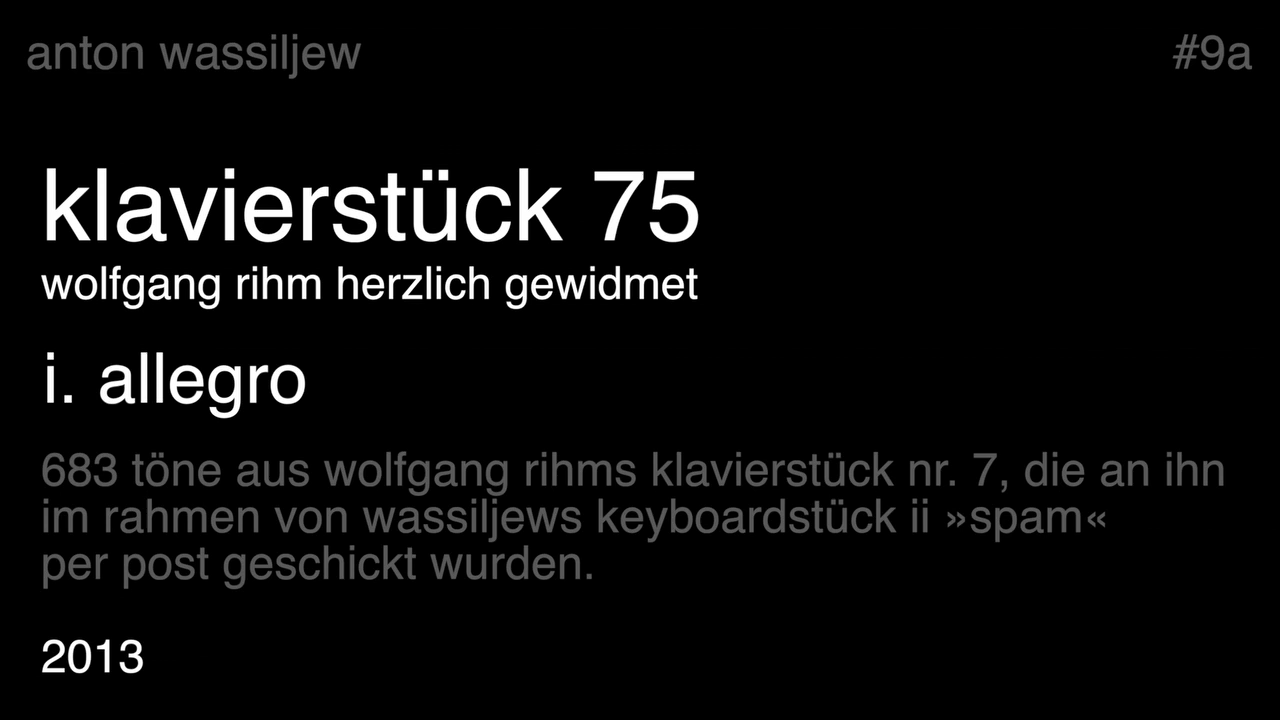 anton wassiljew #9a
klavierstück 75
wolfgang rihm herzlich gewidmet
i. allegro
683 töne aus wolfgang rihms klavierstück nr. 7, die an ihn
im rahmen von wassiljews keyboardstück ii »spam«
per post geschickt wurden.
2013